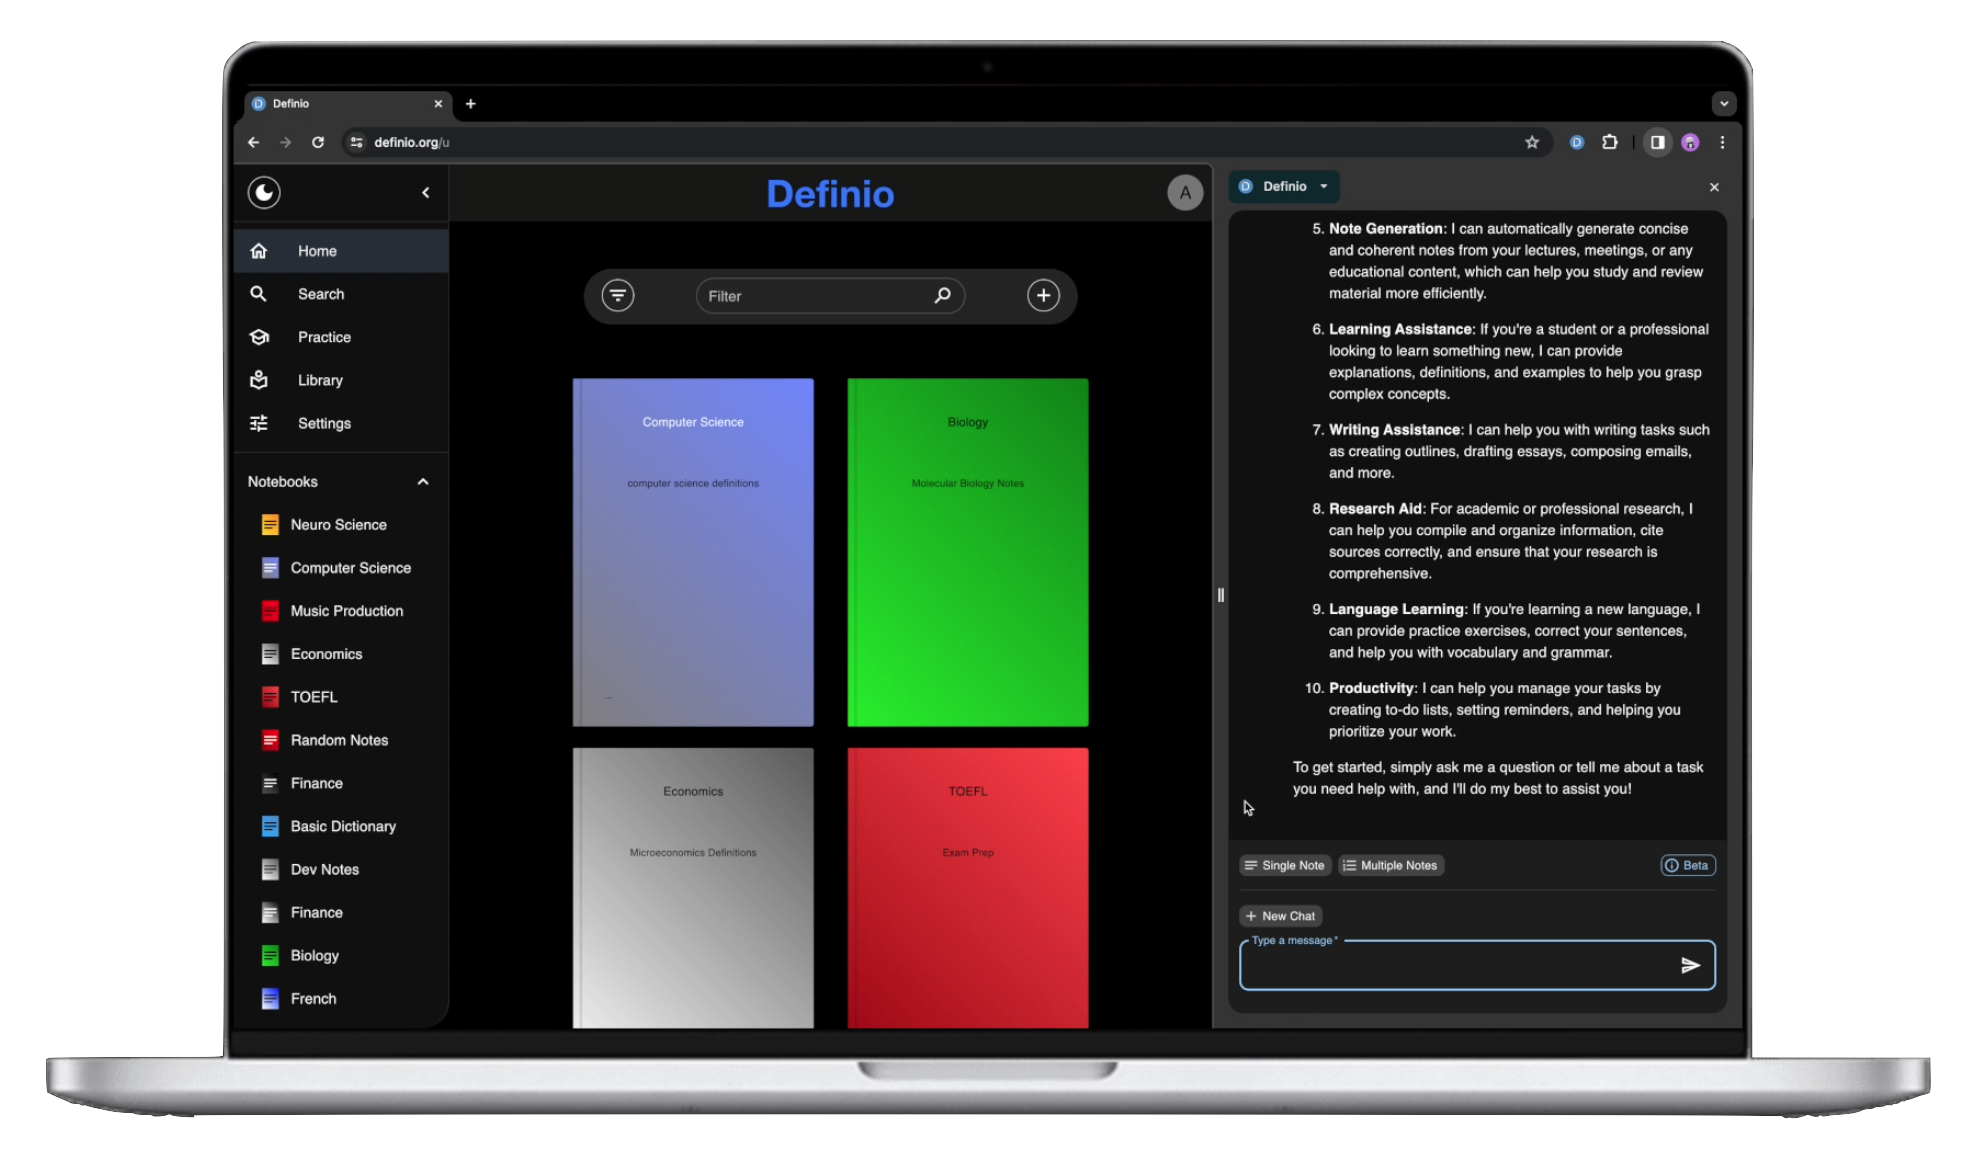 Definio
definio.org/u
Definio
A
Home
Search
Practice
Library
Settings
Notebooks
Neuro Science
Computer Science
Music Production
Economics
TOEFL
Random Notes
Finance
Basic Dictionary
Dev Notes
Finance
Biology
French
Filter
Computer Science
computer science definitions
...
Biology
Molecular Biology Notes
Economics
Microeconomics Definitions
TOEFL
Exam Prep
D Definio
5. Note Generation: I can automatically generate concise
and coherent notes from your lectures, meetings, or any
educational content, which can help you study and review
material more efficiently.
6. Learning Assistance: If you're a student or a professional
looking to learn something new, I can provide
explanations, definitions, and examples to help you grasp
complex concepts.
7. Writing Assistance: I can help you with writing tasks such
as creating outlines, drafting essays, composing emails,
and more.
8. Research Aid: For academic or professional research, I
can help you compile and organize information, cite
sources correctly, and ensure that your research is
comprehensive.
9. Language Learning: If you're learning a new language, I
can provide practice exercises, correct your sentences,
and help you with vocabulary and grammar.
10. Productivity: I can help you manage your tasks by
creating to-do lists, setting reminders, and helping you
prioritize your work.
To get started, simply ask me a question or tell me about a task
you need help with, and I'll do my best to assist you!
Single Note
Multiple Notes
Beta
New Chat
Type a message *